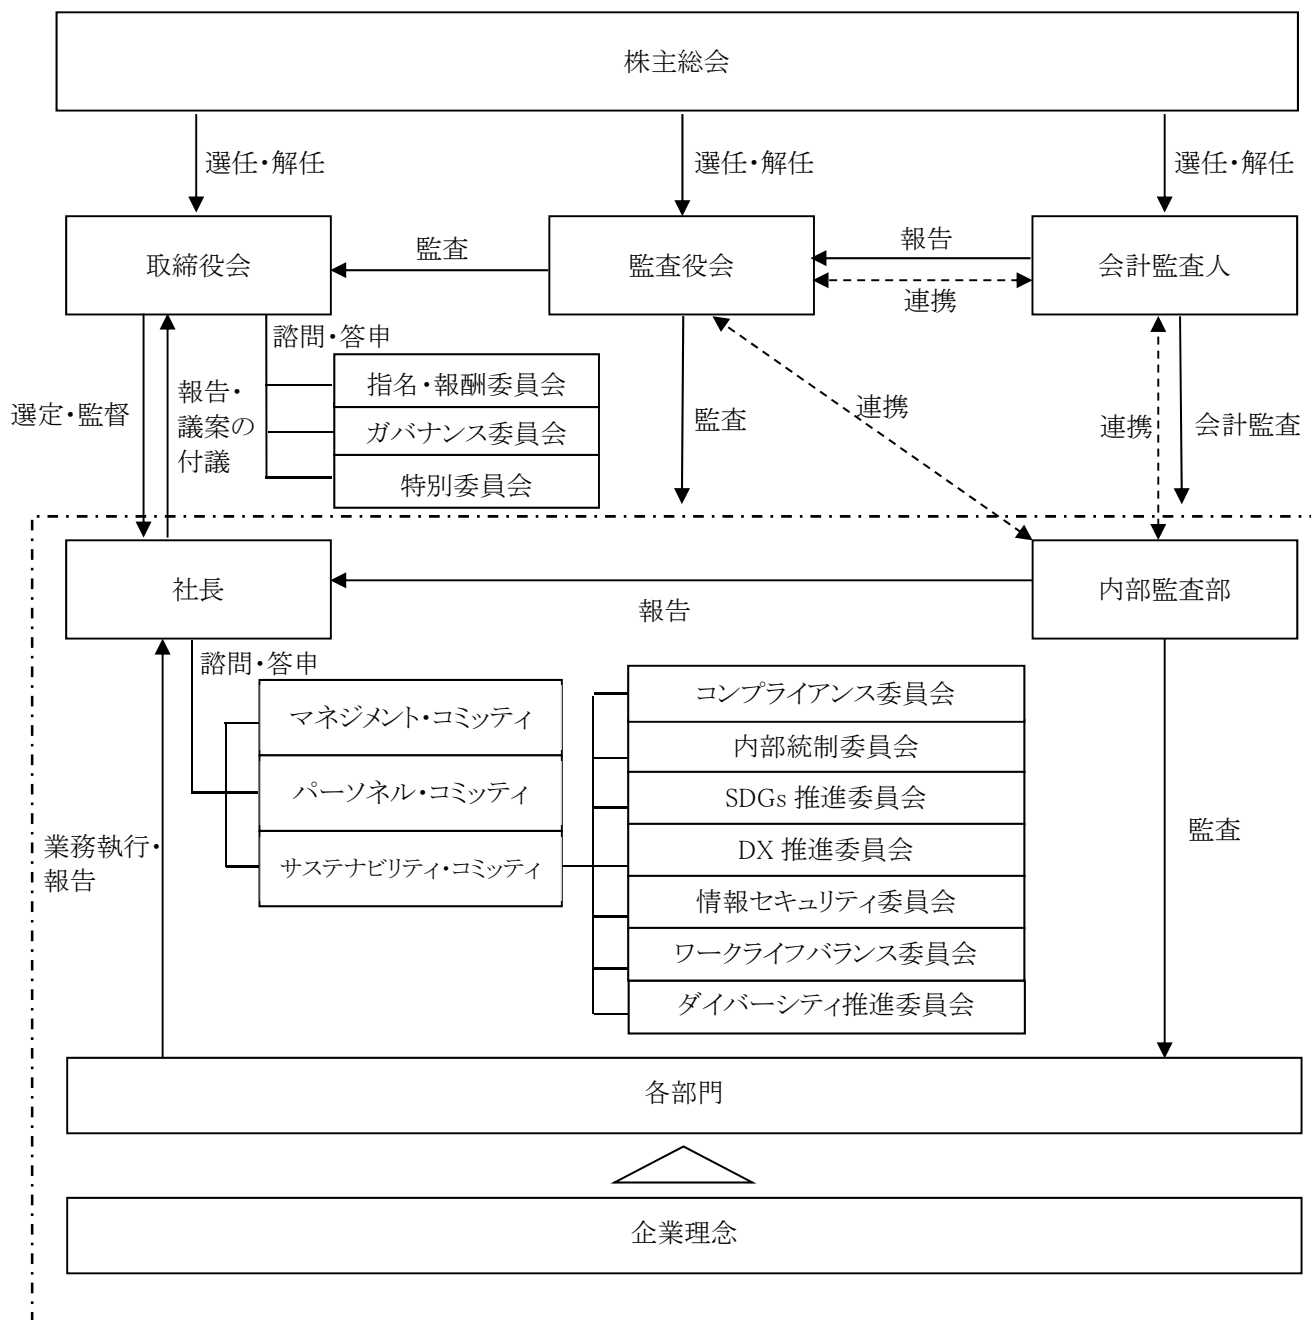 株主総会
選任・解任
選任・解任
選任・解任
取締役会
監査
監査役会
報告
連携
会計監査人
諮問・答申
指名・報酬委員会
ガバナンス委員会
特別委員会
選定・監督
報告・
議案の
付議
監査
連携
連携
会計監査
社長
報告
内部監査部
諮問・答申
マネジメント・コミッティ
パーソネル・コミッティ
サステナビリティ・コミッティ
コンプライアンス委員会
内部統制委員会
SDGs 推進委員会
DX 推進委員会
情報セキュリティ委員会
ワークライフバランス委員会
ダイバーシティ推進委員会
業務執行・
報告
監査
各部門
企業理念